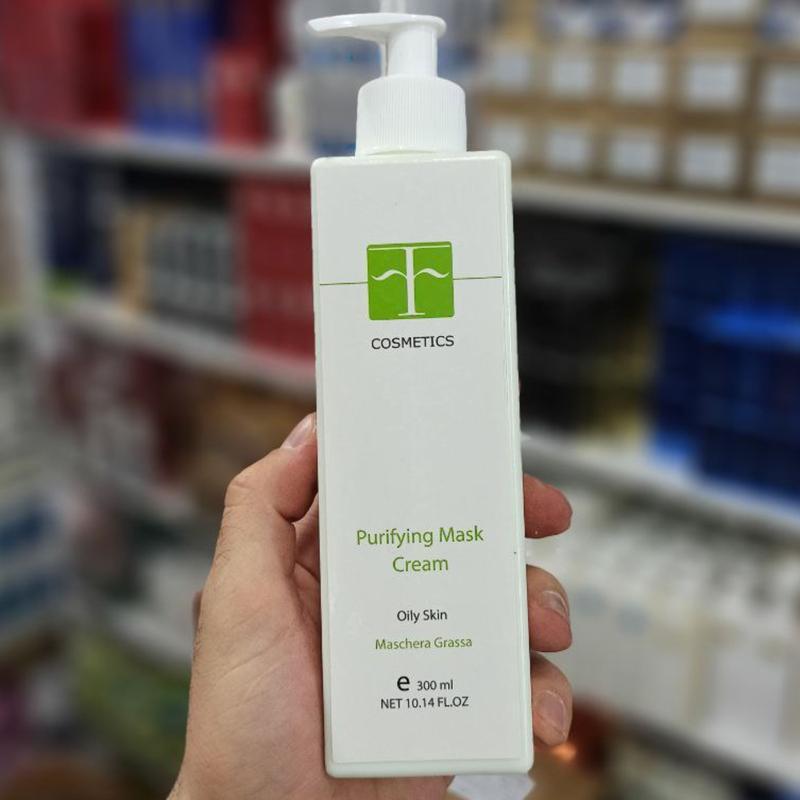 COSMETICS
Purifying Mask
Cream
Oily Skin
Maschera Grassa
e 300 ml
NET 10.14 FL.OZ